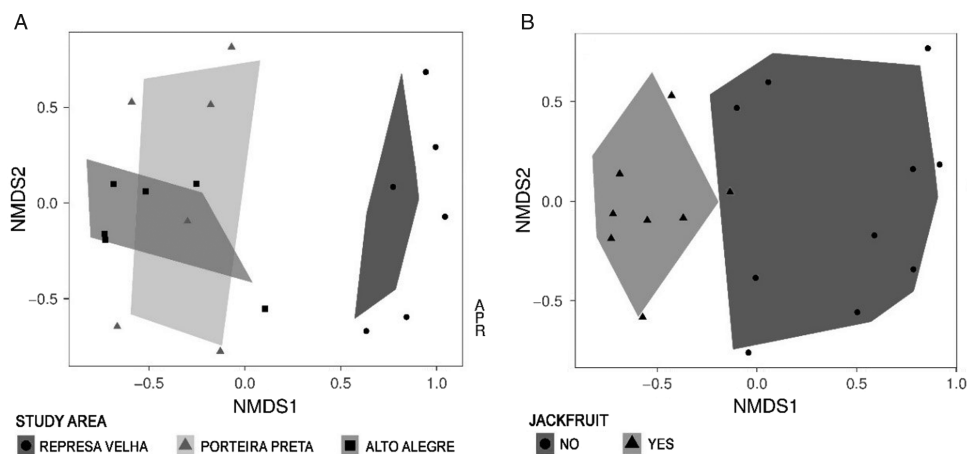 A
0.5
0.0
−0.5
NMDS2
−0.5
0.0
0.5
1.0
NMDS1
A
P
R
STUDY AREA
REPRESA VELHA
PORTEIRA PRETA
ALTO ALEGRE
B
0.5
0.0
−0.5
NMDS2
−0.5
0.0
0.5
1.0
NMDS1
JACKFRUIT
NO
YES